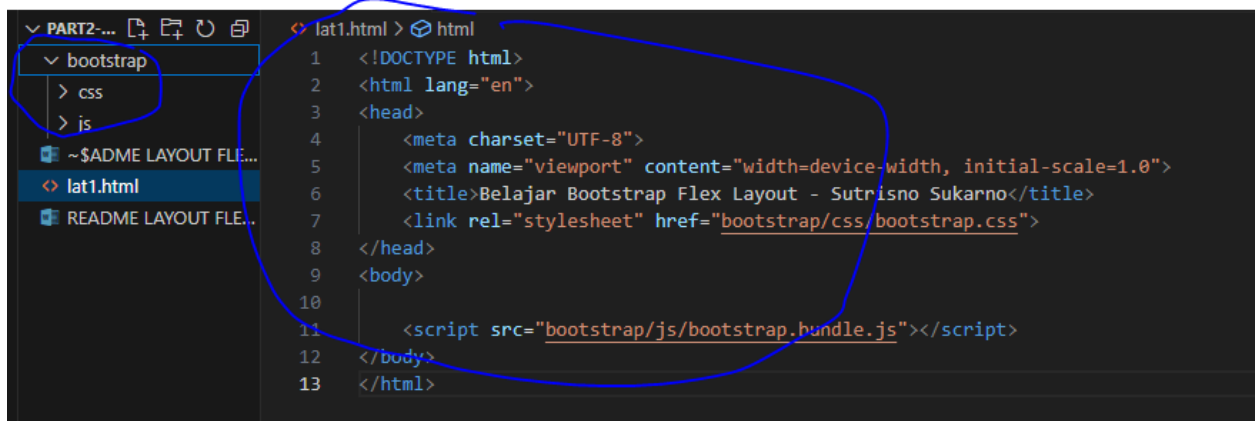 PART2-...
bootstrap
css
js
~$ADME LAYOUT FLE...
lat1.html
README LAYOUT FLE...
lat1.html > html
1 <!DOCTYPE html>
2 <html lang="en">
3 <head>
4 <meta charset="UTF-8">
5 <meta name="viewport" content="width=device-width, initial-scale=1.0">
6 <title>Belajar Bootstrap Flex Layout - Sutrisno Sukarno</title>
7 <link rel="stylesheet" href="bootstrap/css/bootstrap.css">
8 </head>
9 <body>
10
11 <script src="bootstrap/js/bootstrap.bundle.js"></script>
12 </body>
13 </html>